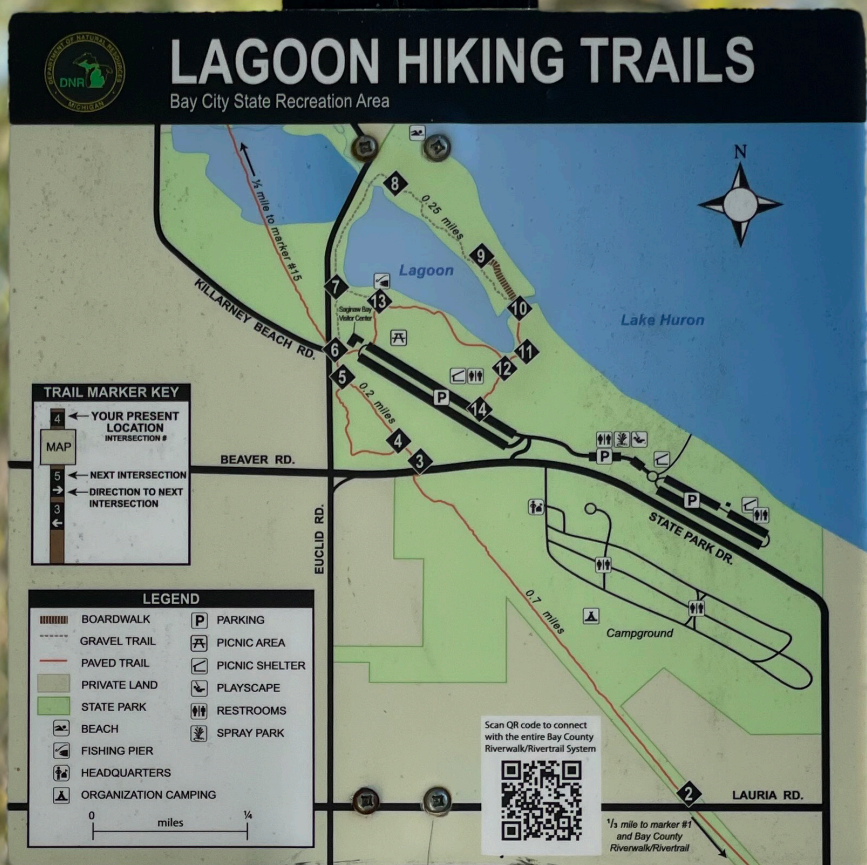 DEPARTMENT OF NATURAL RESOURCES
DNR
MICHIGAN
LAGOON HIKING TRAILS
Bay City State Recreation Area
N
8
0.25 miles
mile to marker #15
9
Lagoon
7
13
10
Saginaw Bay
Visitor Center
Lake Huron
KILLARNEY BEACH RD.
6
11
5
12
0.2 miles
P
14
4
3
BEAVER RD.
P
P
EUCLID RD.
STATE PARK DR.
0.7 miles
Campground
TRAIL MARKER KEY
4
YOUR PRESENT
LOCATION
INTERSECTION #
MAP
5
NEXT INTERSECTION
DIRECTION TO NEXT
INTERSECTION
3
LEGEND
BOARDWALK
GRAVEL TRAIL
PAVED TRAIL
PRIVATE LAND
STATE PARK
BEACH
FISHING PIER
HEADQUARTERS
ORGANIZATION CAMPING
P PARKING
PICNIC AREA
PICNIC SHELTER
PLAYSCAPE
RESTROOMS
SPRAY PARK
0 miles ¼
Scan QR code to connect
with the entire Bay County
Riverwalk/Rivertrail System
2
LAURIA RD.
⅓ mile to marker #1
and Bay County
Riverwalk/Rivertrail